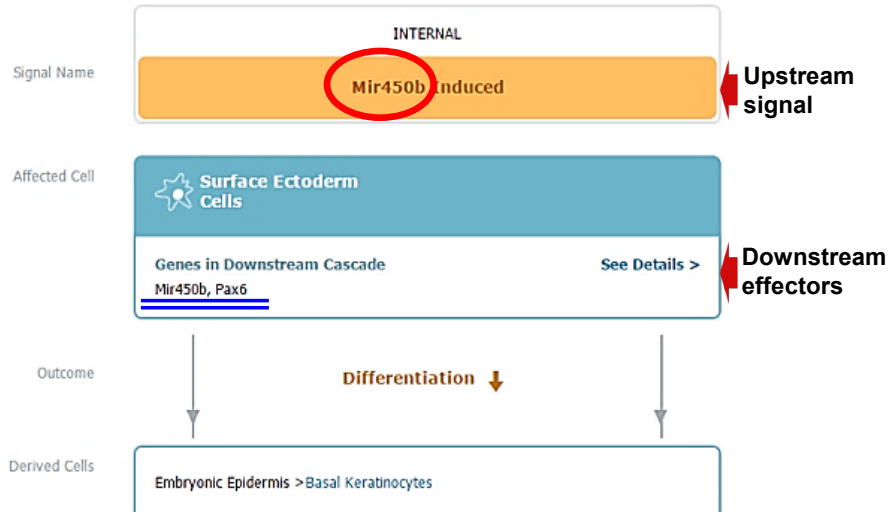 INTERNAL
Signal Name
Mir450b Induced
Upstream
signal
Affected Cell
Surface Ectoderm
Cells
Genes in Downstream Cascade
See Details >
Mir450b, Pax6
Downstream
effectors
Outcome
Differentiation
Derived Cells
Embryonic Epidermis >Basal Keratinocytes